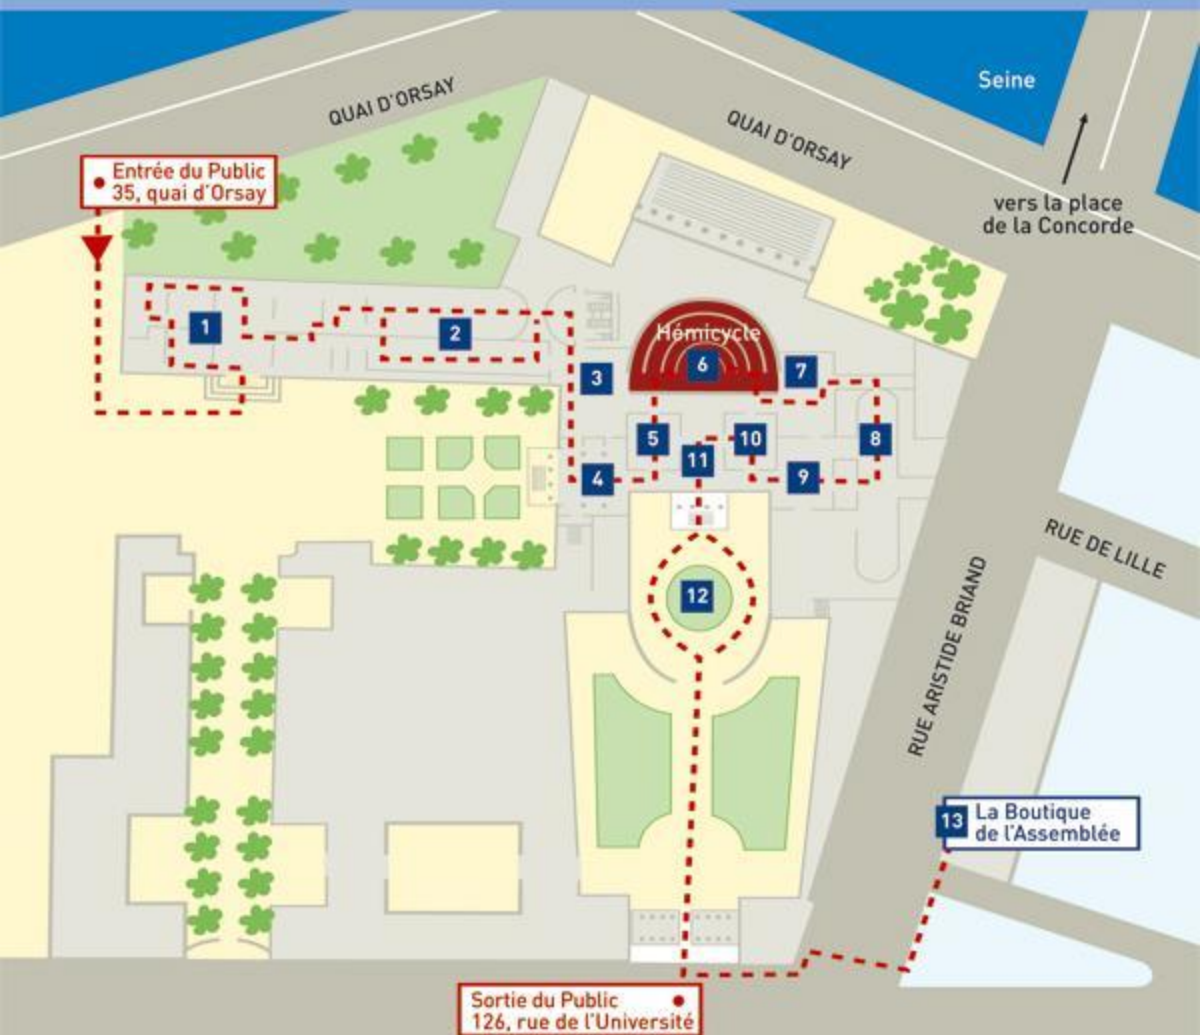 QUAI D'ORSAY
Seine
QUAI D'ORSAY
Entrée du Public
35, quai d'Orsay
vers la place
de la Concorde
1
2
Hémicycle
3
6
7
5
10
8
11
4
9
RUE DE LILLE
12
RUE ARISTIDE BRIAND
13
La Boutique
de l'Assemblée
Sortie du Public
126, rue de l'Université